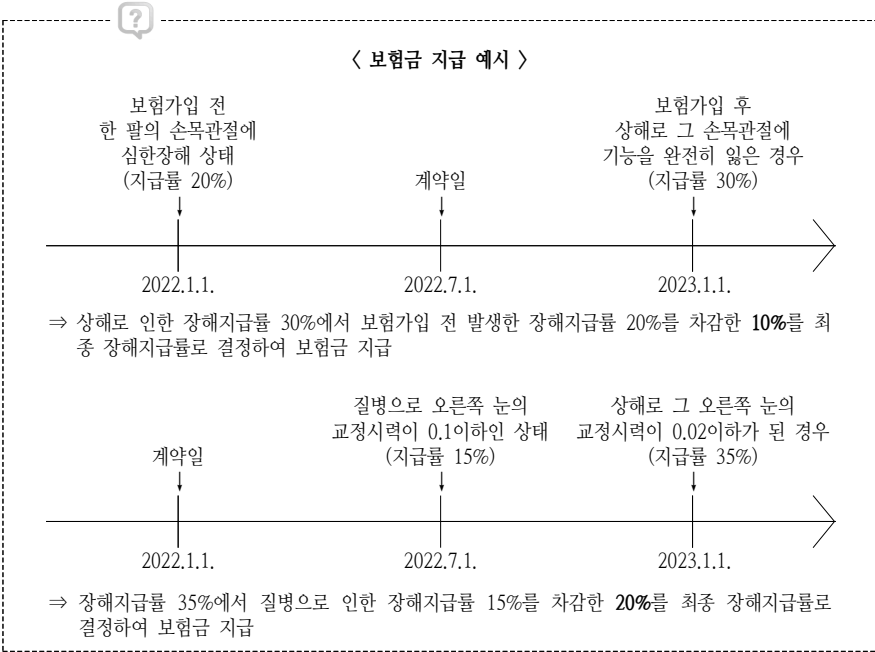 ?
〈 보험금 지급 예시 〉
보험가입 전
한 팔의 손목관절에
심한장해 상태
(지급률 20%)
계약일
보험가입 후
상해로 그 손목관절에
기능을 완전히 잃은 경우
(지급률 30%)
2022.1.1.
2022.7.1.
2023.1.1.
⇒ 상해로 인한 장해지급률 30%에서 보험가입 전 발생한 장해지급률 20%를 차감한 10%를 최
종 장해지급률로 결정하여 보험금 지급
계약일
질병으로 오른쪽 눈의
교정시력이 0.1이하인 상태
(지급률 15%)
상해로 그 오른쪽 눈의
교정시력이 0.02이하가 된 경우
(지급률 35%)
2022.1.1.
2022.7.1.
2023.1.1.
⇒ 장해지급률 35%에서 질병으로 인한 장해지급률 15%를 차감한 20%를 최종 장해지급률로
결정하여 보험금 지급